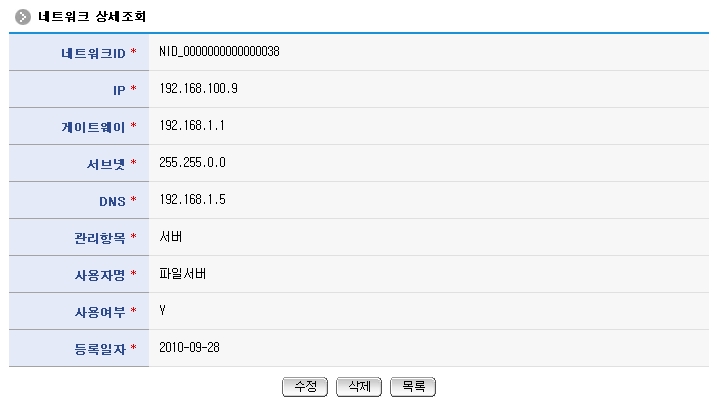 네트워크 상세조회
네트워크ID * NID_0000000000000038
IP * 192.168.100.9
게이트웨이 * 192.168.1.1
서브넷 * 255.255.0.0
DNS * 192.168.1.5
관리항목 * 서버
사용자명 * 파일서버
사용여부 * Y
등록일자 * 2010-09-28
수정 삭제 목록